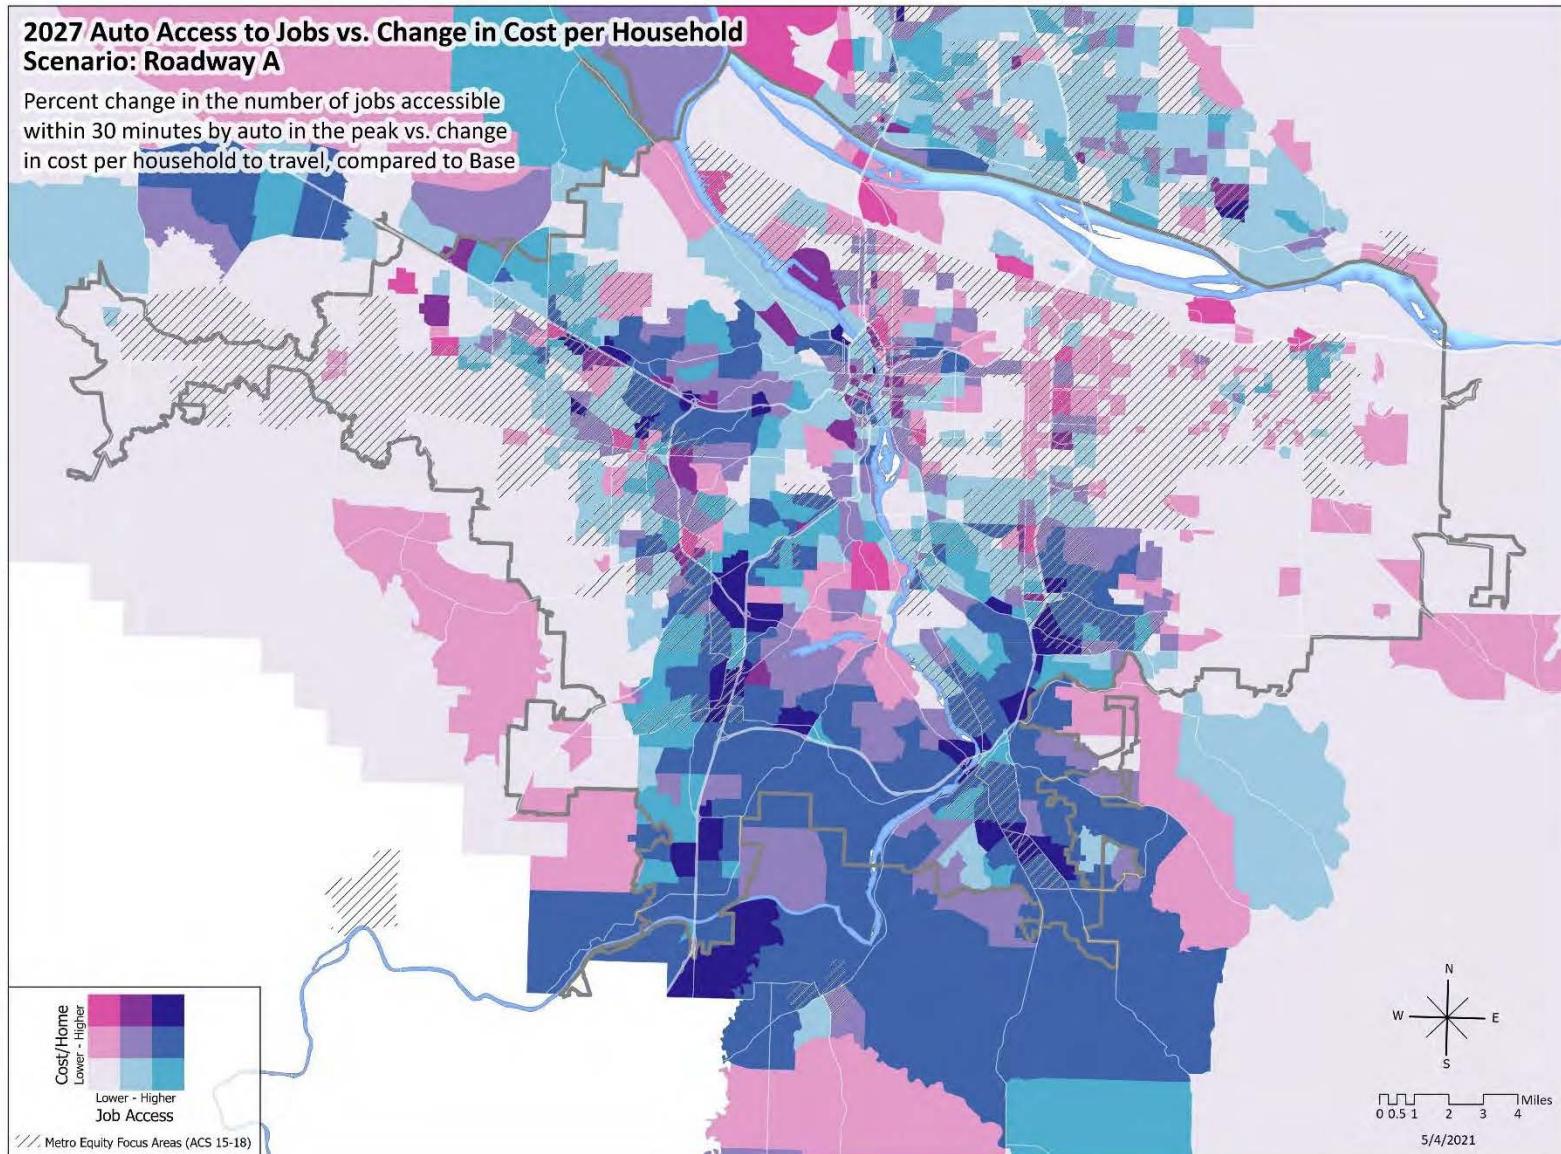 2027 Auto Access to Jobs vs. Change in Cost per Household
Scenario: Roadway A
Percent change in the number of jobs accessible
within 30 minutes by auto in the peak vs. change
in cost per household to travel, compared to Base
Cost/Home
Lower - Higher
Lower - Higher
Job Access
Metro Equity Focus Areas (ACS 15-18)
N
W
E
S
Miles
0 0.5 1 2 3 4
5/4/2021